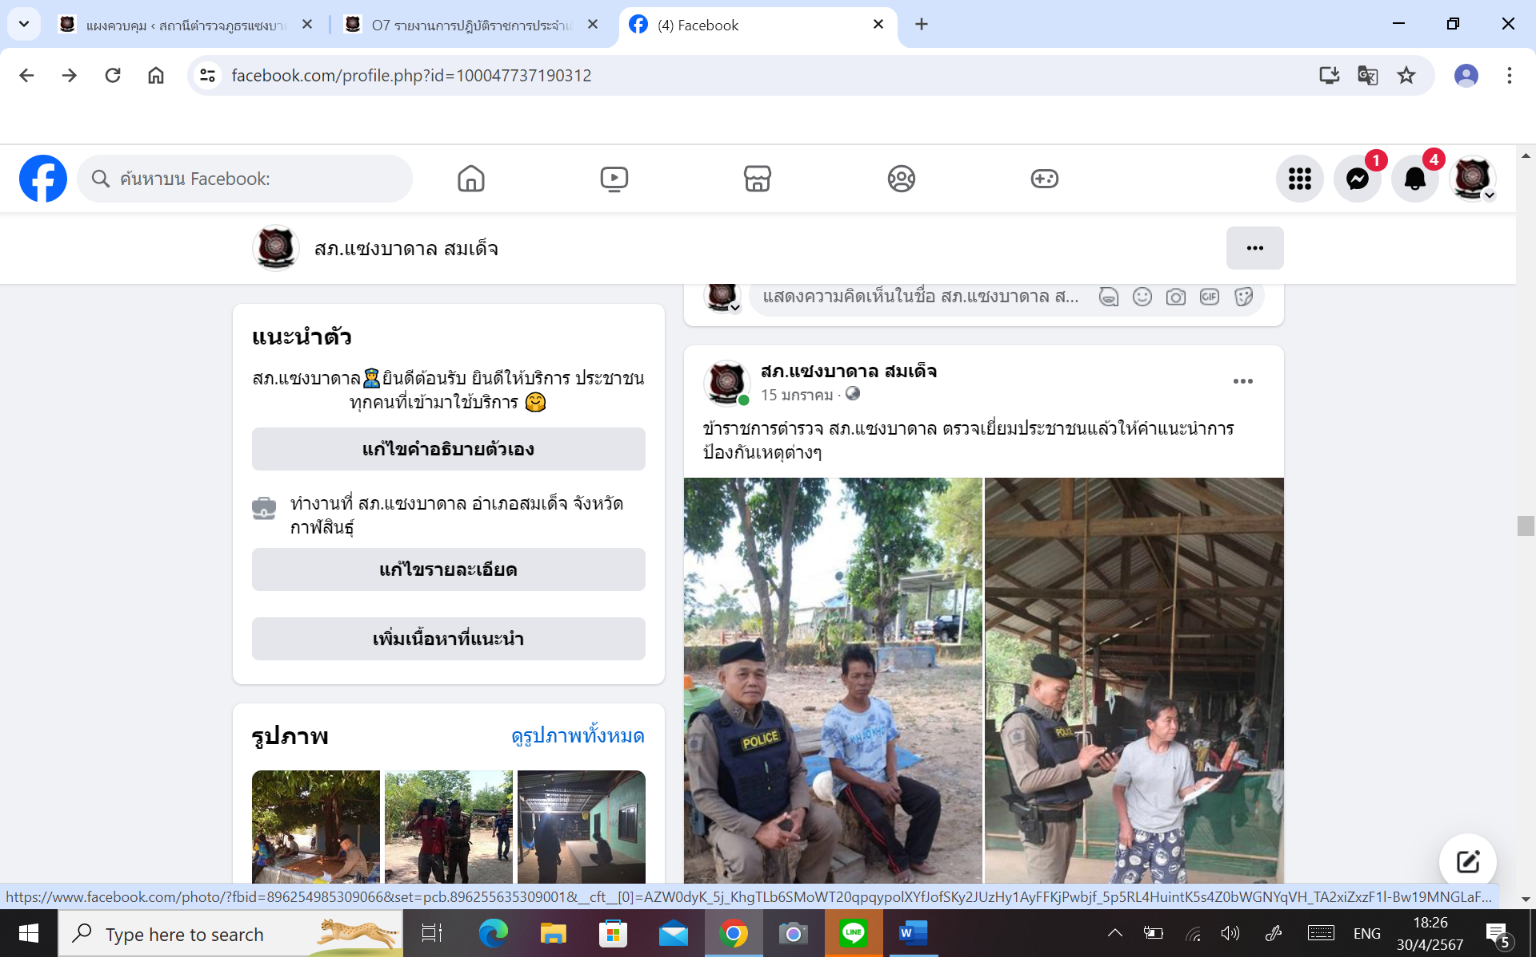 แผงควบคุม ‹ สถานีตำรวจภูธรแซงบา
O7 รายงานการปฏิบัติราชการประจำเ
(4) Facebook
facebook.com/profile.php?id=100047737190312
ค้นหาบน Facebook:
1
4
สภ.แซงบาดาล สมเด็จ
แสดงความคิดเห็นในชื่อ สภ.แซงบาดาล ส...
GIF
แนะนำตัว
สภ.แซงบาดาล👮ยินดีต้อนรับ ยินดีให้บริการ ประชาชน
ทุกคนที่เข้ามาใช้บริการ 🤗
แก้ไขคำอธิบายตัวเอง
ทำงานที่ สภ.แซงบาดาล อำเภอสมเด็จ จังหวัด
กาฬสินธุ์
แก้ไขรายละเอียด
เพิ่มเนื้อหาที่แนะนำ
รูปภาพ
ดูรูปภาพทั้งหมด
สภ.แซงบาดาล สมเด็จ
15 มกราคม ·
ข้าราชการตำรวจ สภ.แซงบาดาล ตรวจเยี่ยมประชาชนแล้วให้คำแนะนำการ
ป้องกันเหตุต่างๆ
POLICE
https://www.facebook.com/photo/?fbid=896254985309066&set=pcb.896255635309001&__cft__[0]=AZW0dyK_5j_KhgTLb6SMoWT20qpqypolXYfJofSKy2JUzHy1AyFFKjPwbjf_5p5RL4HuintK5s4Z0bWGNYqVH_TA2xiZxzF1l-Bw19MNGLaF...
Type here to search
LINE
W
ENG
18:26
30/4/2567
5